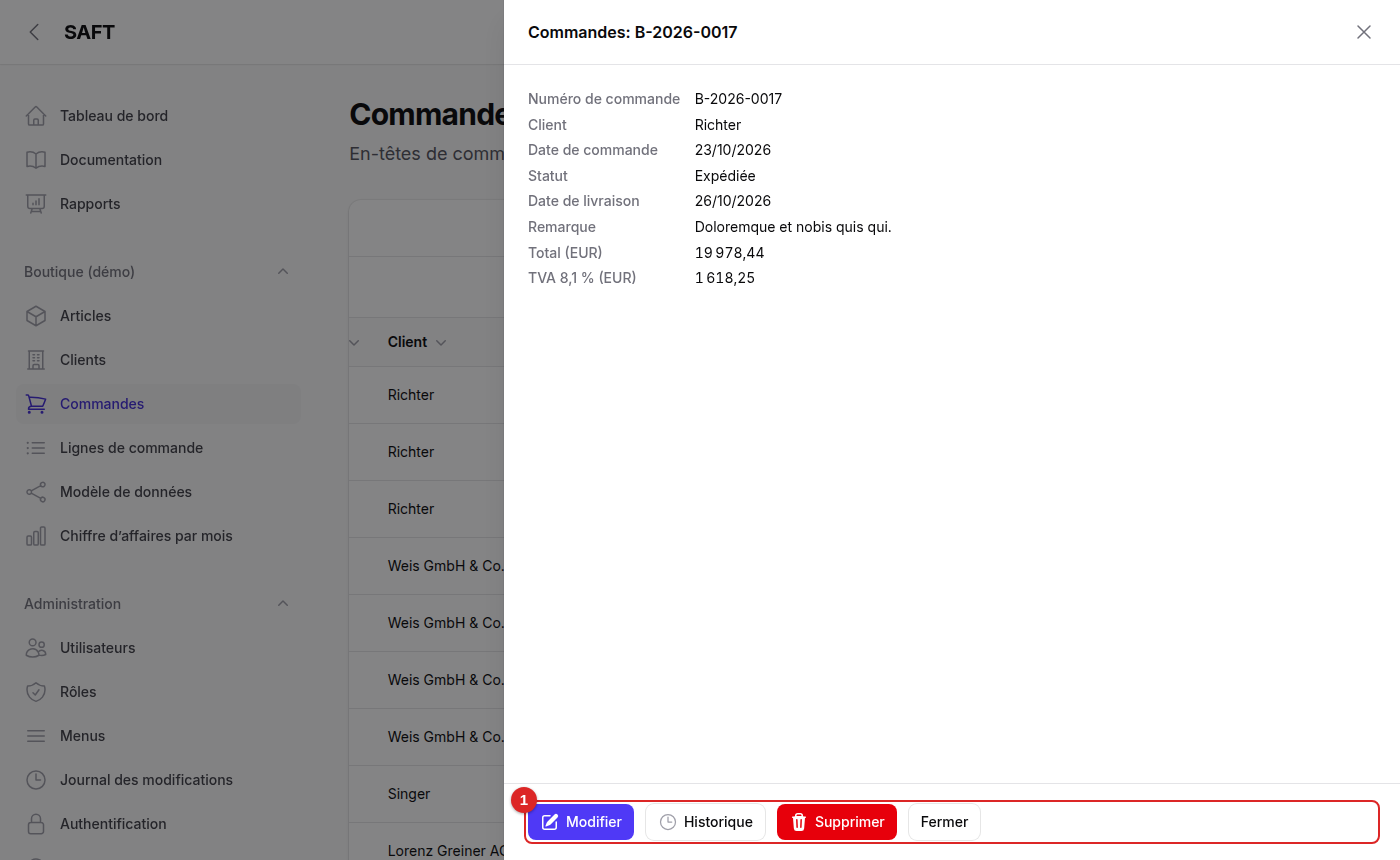 SAFT
Tableau de bord
Documentation
Rapports
Boutique (démo)
Articles
Clients
Commandes
Lignes de commande
Modèle de données
Chiffre d’affaires par mois
Administration
Utilisateurs
Rôles
Menus
Journal des modifications
Authentification
Commande
En-têtes de comm
Client
Richter
Richter
Richter
Weis GmbH & Co.
Weis GmbH & Co.
Weis GmbH & Co.
Weis GmbH & Co.
Singer
Lorenz Greiner AG
Commandes: B-2026-0017
Numéro de commande B-2026-0017
Client Richter
Date de commande 23/10/2026
Statut Expédiée
Date de livraison 26/10/2026
Remarque Doloremque et nobis quis qui.
Total (EUR) 19 978,44
TVA 8,1 % (EUR) 1 618,25
1
Modifier Historique Supprimer Fermer